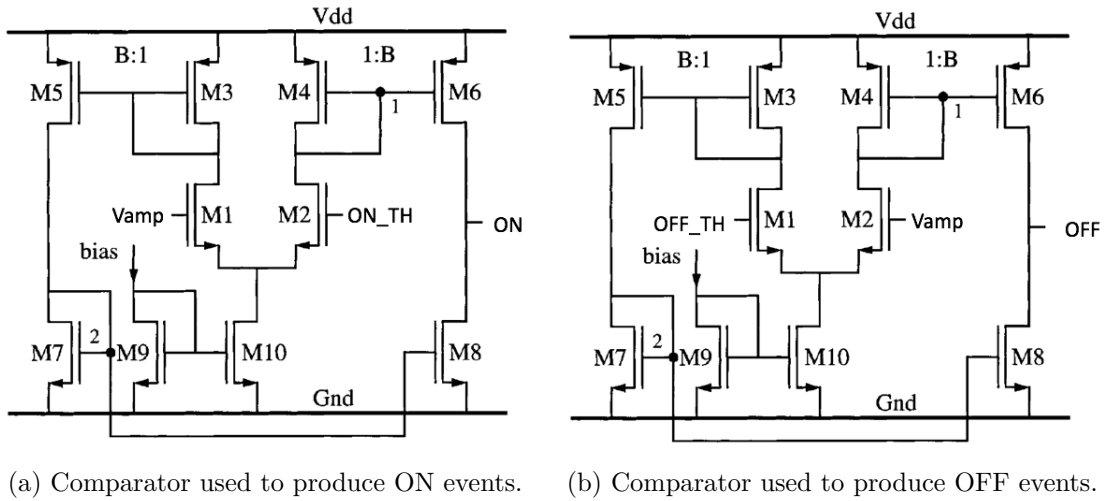 Vdd
B:1
1:B
M5
M3
M4
M6
1
Vamp
M1
M2
ON_TH
ON
bias
M7
2
M9
M10
M8
Gnd
(a) Comparator used to produce ON events.
Vdd
B:1
1:B
M5
M3
M4
M6
1
OFF_TH
M1
M2
Vamp
OFF
bias
M7
2
M9
M10
M8
Gnd
(b) Comparator used to produce OFF events.